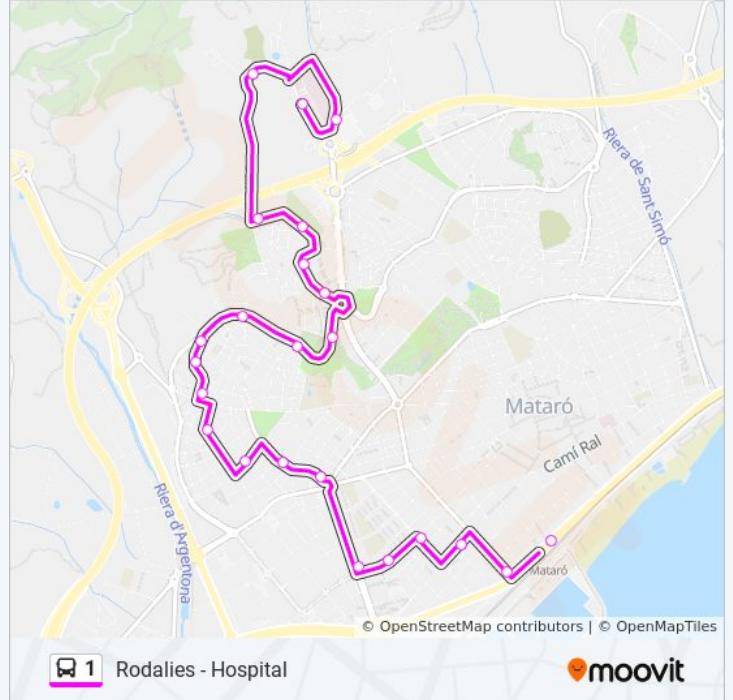 Riera de Sant Simó
Mataró
Camí Ral
Riera d'Argentona
Mataró
© OpenStreetMap contributors | © OpenMapTiles
1 Rodalies - Hospital
moovit